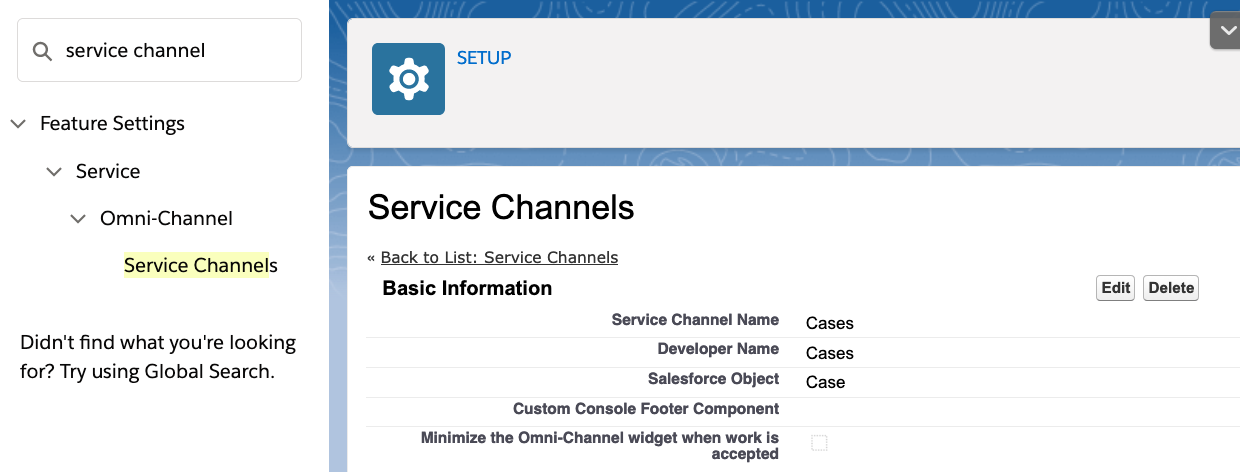 service channel
Feature Settings
Service
Omni-Channel
Service Channels
Didn't find what you're looking
for? Try using Global Search.
SETUP
Service Channels
« Back to List: Service Channels
Basic Information
Edit
Delete
Service Channel Name Cases
Developer Name Cases
Salesforce Object Case
Custom Console Footer Component
Minimize the Omni-Channel widget when work is
accepted